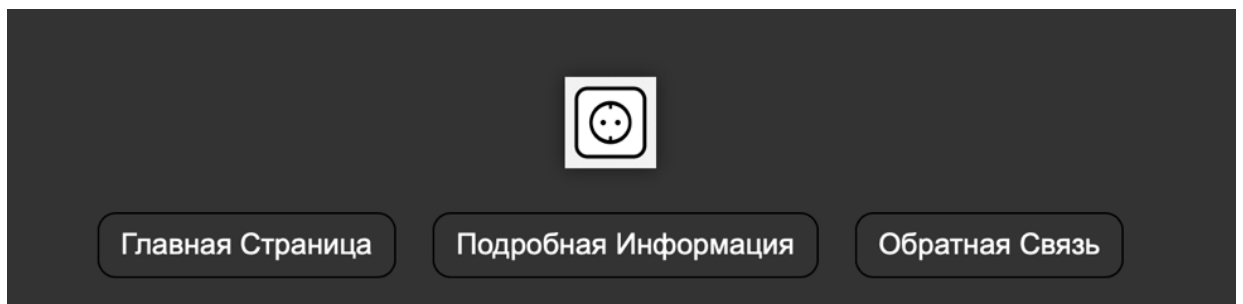 Главная Страница
Подробная Информация
Обратная Связь